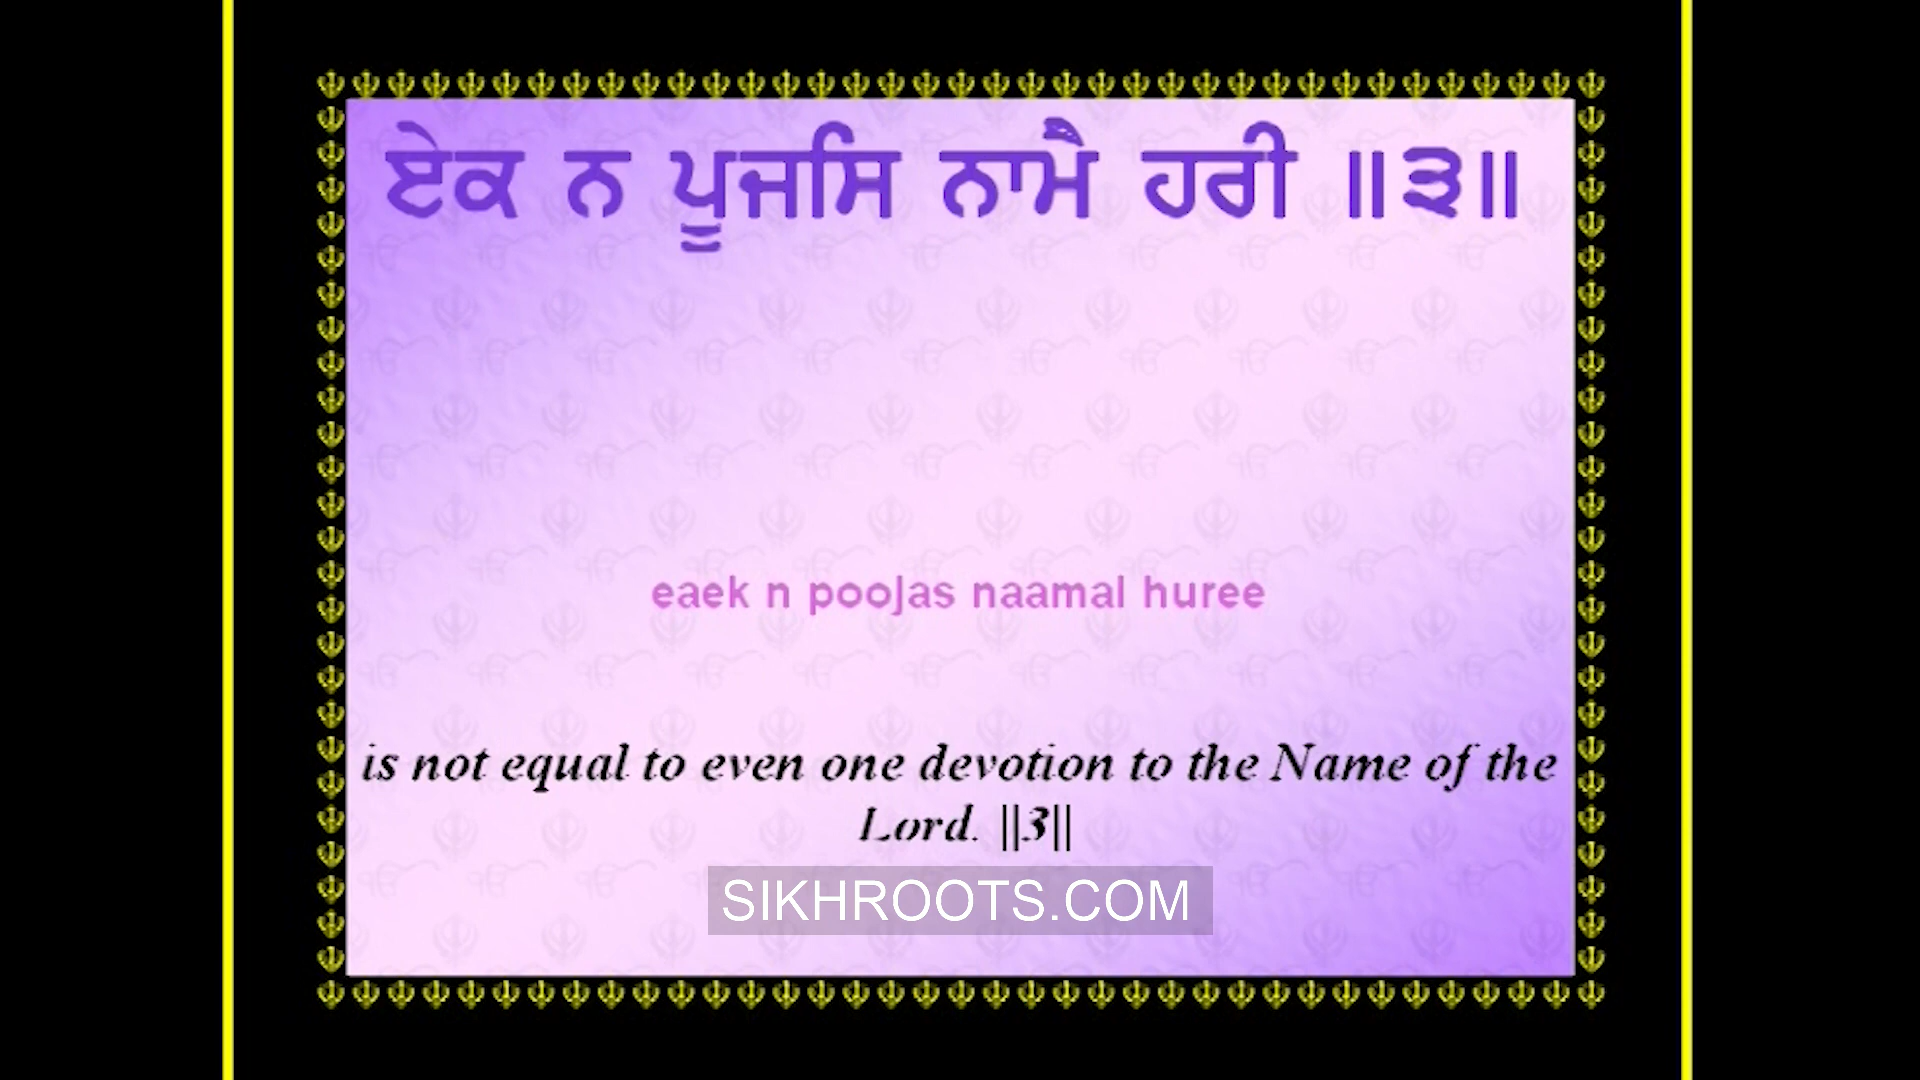 ਏਕ ਨ ਪੂਜਸਿ ਨਾਮੈ ਹਰੀ ॥੩॥
eaek n poojas naamai huree
is not equal to even one devotion to the Name of the
Lord. ||3||
SIKHROOTS.COM